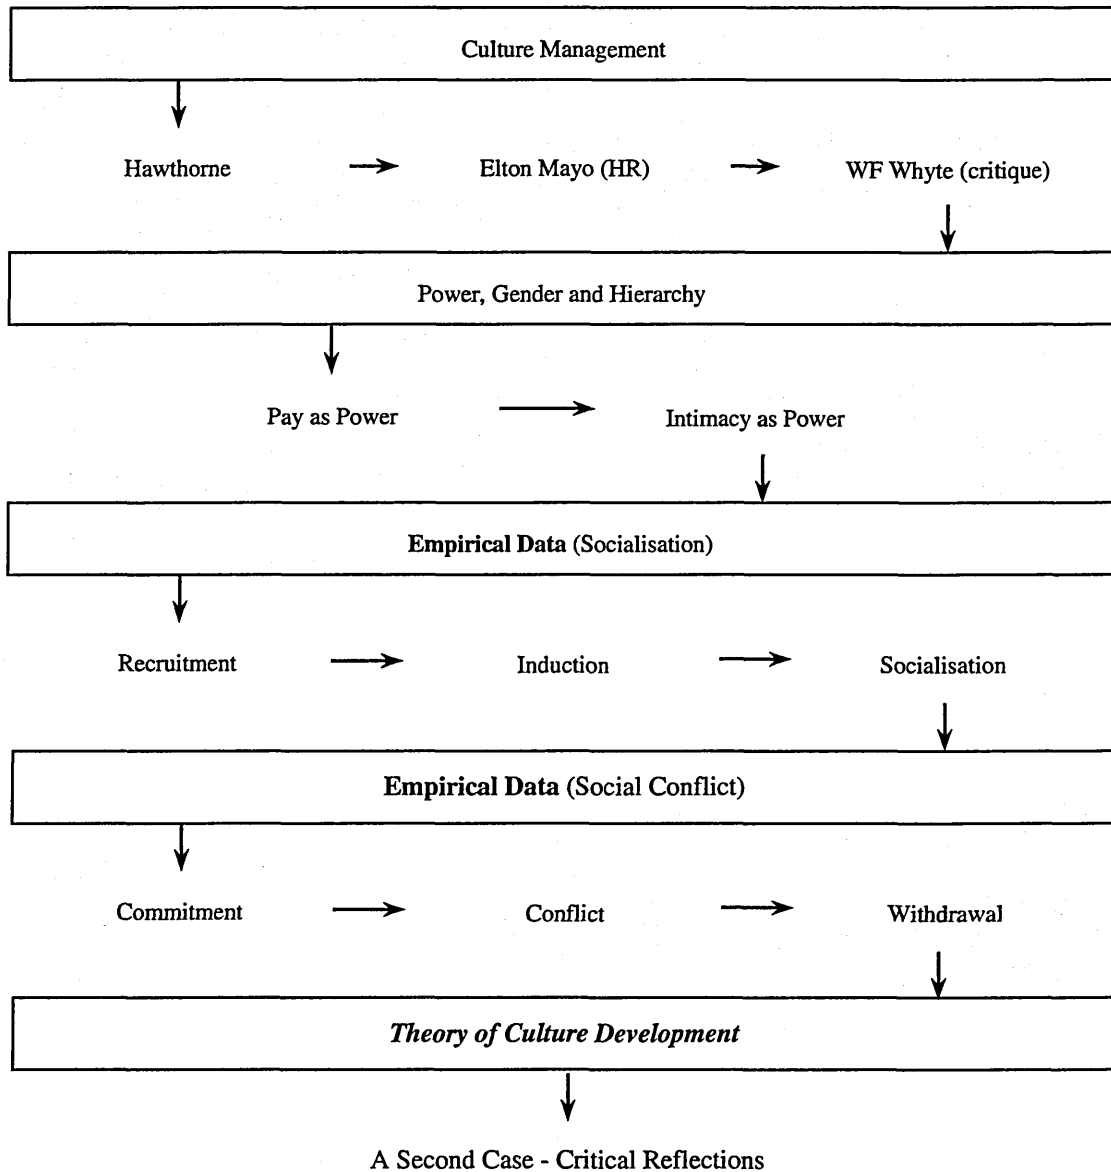 Culture Management
Hawthorne
Elton Mayo (HR)
WF Whyte (critique)
Power, Gender and Hierarchy
Pay as Power
Intimacy as Power
Empirical Data (Socialisation)
Recruitment
Induction
Socialisation
Empirical Data (Social Conflict)
Commitment
Conflict
Withdrawal
Theory of Culture Development
A Second Case - Critical Reflections